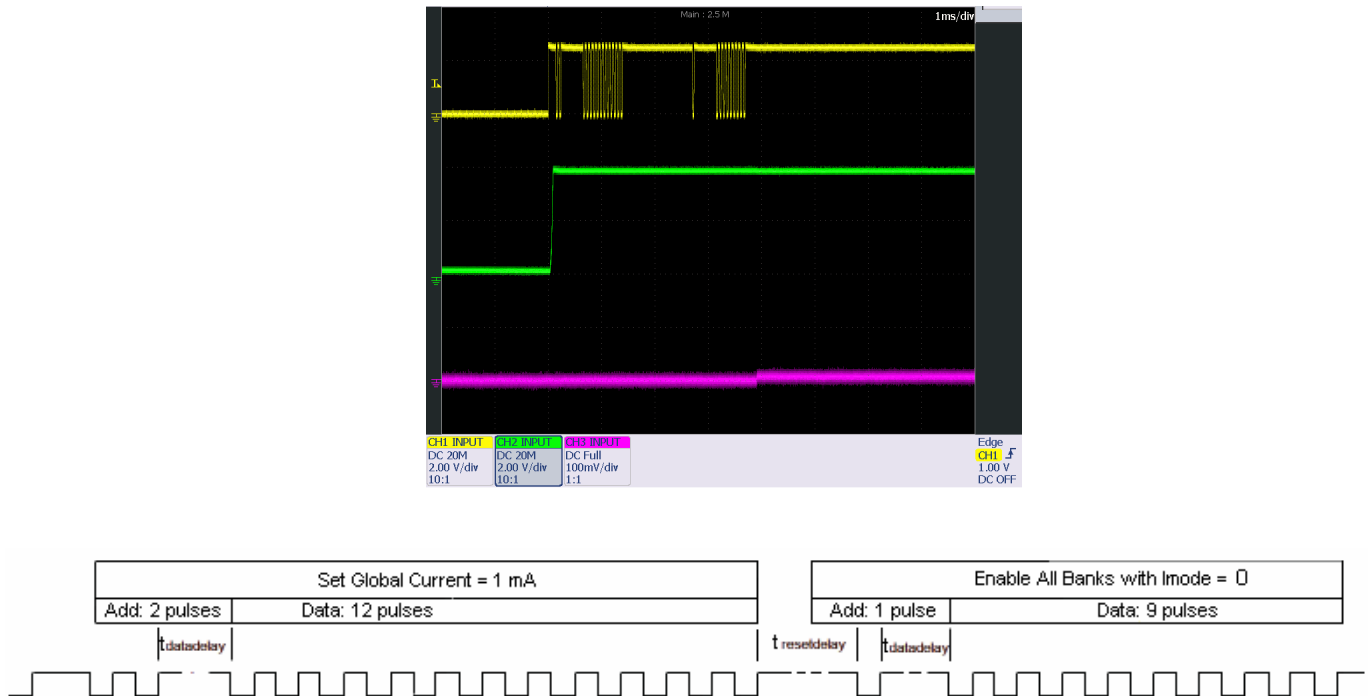 Main : 2.5 M
1ms/div
CH1 INPUT
DC 20M
2.00 V/div
10:1
CH2 INPUT
DC 20M
2.00 V/div
10:1
CH3 INPUT
DC Full
100mV/div
1:1
Edge
CH1
1.00 V
DC OFF
Set Global Current = 1 mA
Enable All Banks with Imode = 0
Add: 2 pulses
Data: 12 pulses
Add: 1 pulse
Data: 9 pulses
tdatadelay
t resetdelay
tdatadelay